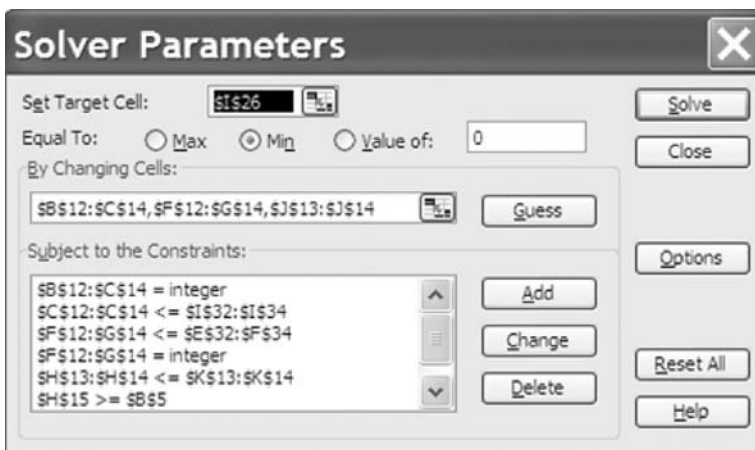 Solver Parameters
Set Target Cell: $I$26 Solve
Equal To: Max Min Value of: 0 Close
By Changing Cells:
$B$12:$C$14,$F$12:$G$14,$J$13:$J$14 Guess
Subject to the Constraints: Options
$B$12:$C$14 = integer Add
$C$12:$C$14 <= $I$32:$I$34
$F$12:$G$14 <= $E$32:$F$34 Change
$F$12:$G$14 = integer Reset All
$H$13:$H$14 <= $K$13:$K$14 Delete
$H$15 >= $B$5 Help